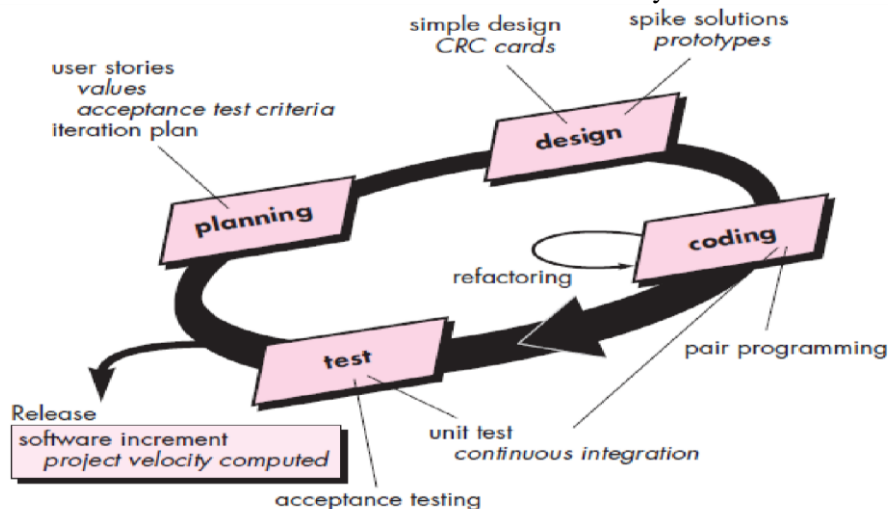 simple design
CRC cards
spike solutions
prototypes
user stories
values
acceptance test criteria
iteration plan
design
planning
coding
refactoring
test
pair programming
Release
software increment
project velocity computed
unit test
continuous integration
acceptance testing